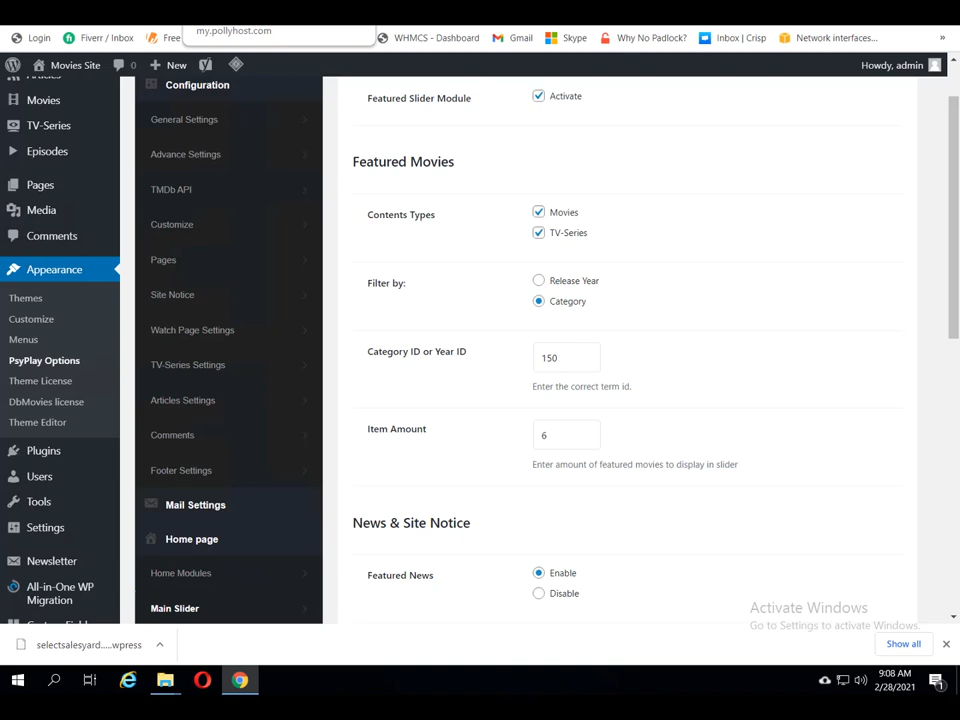 my.pollyhost.com
Login
Fiverr / Inbox
Free
WHMCS - Dashboard
Gmail
Skype
Why No Padlock?
Inbox | Crisp
Network interfaces...
»
Movies Site
0
New
Howdy, admin
Movies
TV-Series
Episodes
Pages
Media
Comments
Appearance
Themes
Customize
Menus
PsyPlay Options
Theme License
DbMovies license
Theme Editor
Plugins
Users
Tools
Settings
Newsletter
All-in-One WP
Migration
Configuration
General Settings
Advance Settings
TMDb API
Customize
Pages
Site Notice
Watch Page Settings
TV-Series Settings
Articles Settings
Comments
Footer Settings
Mail Settings
Home page
Home Modules
Main Slider
Featured Slider Module
Activate
Featured Movies
Contents Types
Movies
TV-Series
Filter by:
Release Year
Category
Category ID or Year ID
150
Enter the correct term id.
Item Amount
6
Enter amount of featured movies to display in slider
News & Site Notice
Featured News
Enable
Disable
Activate Windows
Go to Settings to activate Windows.
selectsalesyard.....wpress
Show all
9:08 AM
2/28/2021
1